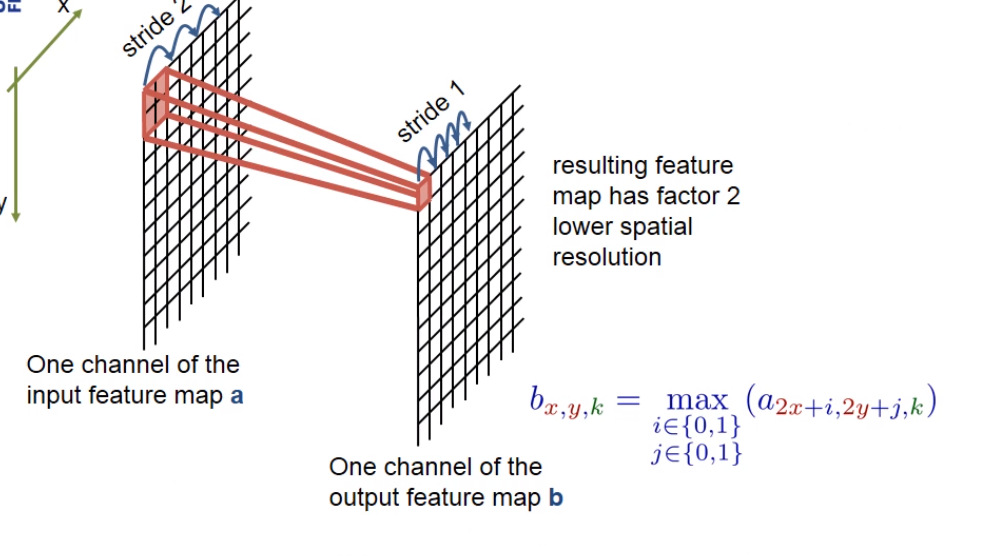 x
stride 2
stride 1
y
resulting feature
map has factor 2
lower spatial
resolution
One channel of the
input feature map a
b_{x,y,k} = max_{i∈{0,1} j∈{0,1}} (a_{2x+i,2y+j,k})
One channel of the
output feature map b